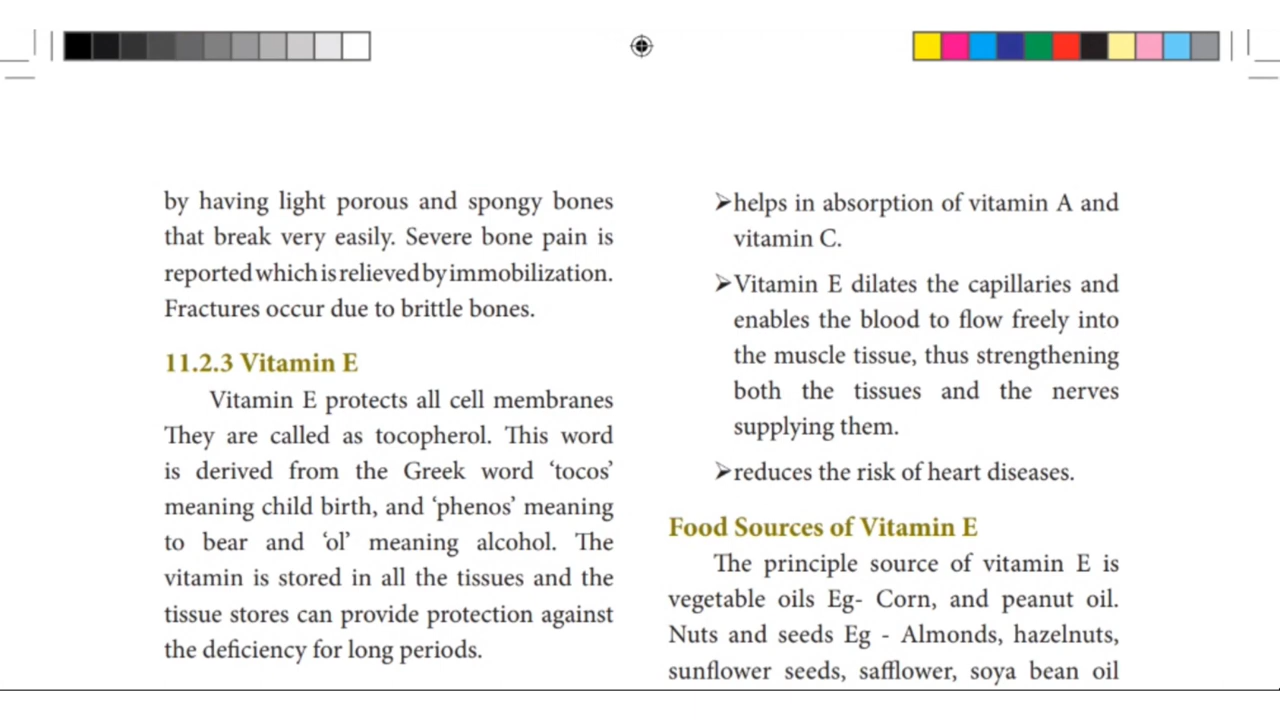 by having light porous and spongy bones
that break very easily. Severe bone pain is
reported which is relieved by immobilization.
Fractures occur due to brittle bones.
11.2.3 Vitamin E
Vitamin E protects all cell membranes
They are called as tocopherol. This word
is derived from the Greek word ‘tocos’
meaning child birth, and ‘phenos’ meaning
to bear and ‘ol’ meaning alcohol. The
vitamin is stored in all the tissues and the
tissue stores can provide protection against
the deficiency for long periods.
➢helps in absorption of vitamin A and
vitamin C.
➢Vitamin E dilates the capillaries and
enables the blood to flow freely into
the muscle tissue, thus strengthening
both the tissues and the nerves
supplying them.
➢reduces the risk of heart diseases.
Food Sources of Vitamin E
The principle source of vitamin E is
vegetable oils Eg- Corn, and peanut oil.
Nuts and seeds Eg - Almonds, hazelnuts,
sunflower seeds, safflower, soya bean oil